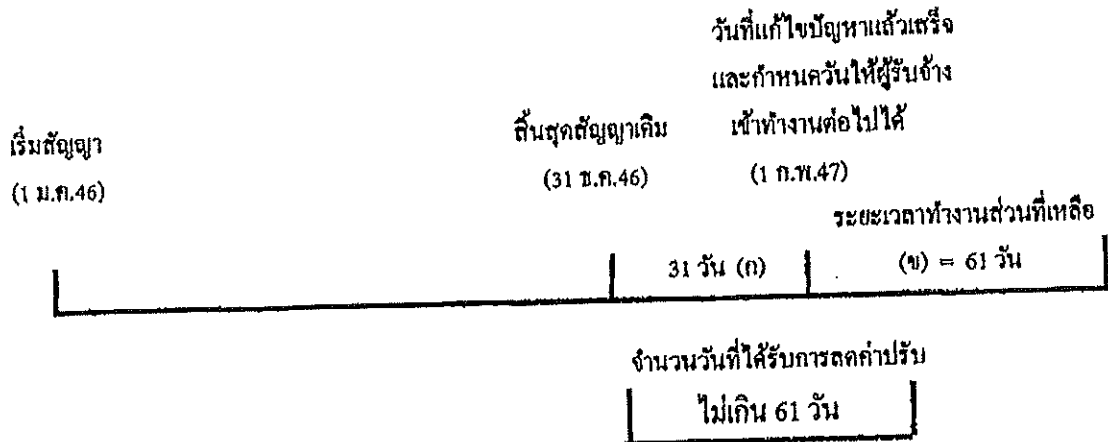 วันที่แก้ไขปัญหาแล้วเสร็จ
และกำหนดวันให้ผู้รับจ้าง
เข้าทำงานต่อไปได้
(1 ก.พ.47)
เริ่มสัญญา
(1 ม.ค.46)
สิ้นสุดสัญญาเดิม
(31 ธ.ค.46)
ระยะเวลาทำงานส่วนที่เหลือ
31 วัน (ก)
(ข) = 61 วัน
จำนวนวันที่ได้รับการลดค่าปรับ
ไม่เกิน 61 วัน